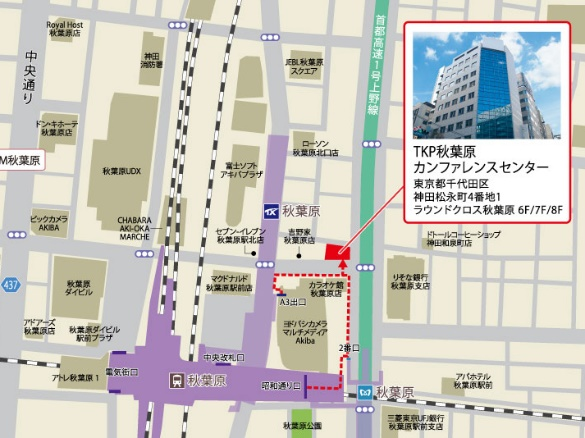 Royal Host
秋葉原店
中央通り
神田
消防署
JEBL秋葉原
スクエア
首都高速1号上野線
ドン・キホーテ
秋葉原店
M秋葉原
秋葉原UDX
富士ソフト
アキバプラザ
ローソン
秋葉原北口店
TKP秋葉原
カンファレンスセンター
東京都千代田区
神田松永町4番地1
ラウンドクロス秋葉原 6F/7F/8F
ビックカメラ
AKIBA
CHABARA
AKI-OKA
MARCHE
TX 秋葉原
セブン-イレブン
秋葉原駅北店
吉野家
秋葉原店
ドトールコーヒーショップ
神田和泉町店
437
秋葉原
ダイビル
マクドナルド
秋葉原駅前店
カラオケ館
秋葉原店
りそな銀行
秋葉原支店
A3出口
アドアーズ
秋葉原店
秋葉原ダイビル
駅前プラザ
ヨドバシカメラ
マルチメディア
Akiba
2番口
中央改札口
アトレ秋葉原 1
電気街口
秋葉原
昭和通り口
秋葉原
アパホテル
秋葉原駅前
秋葉原公園
三菱東京UFJ銀行
秋葉原駅前支店